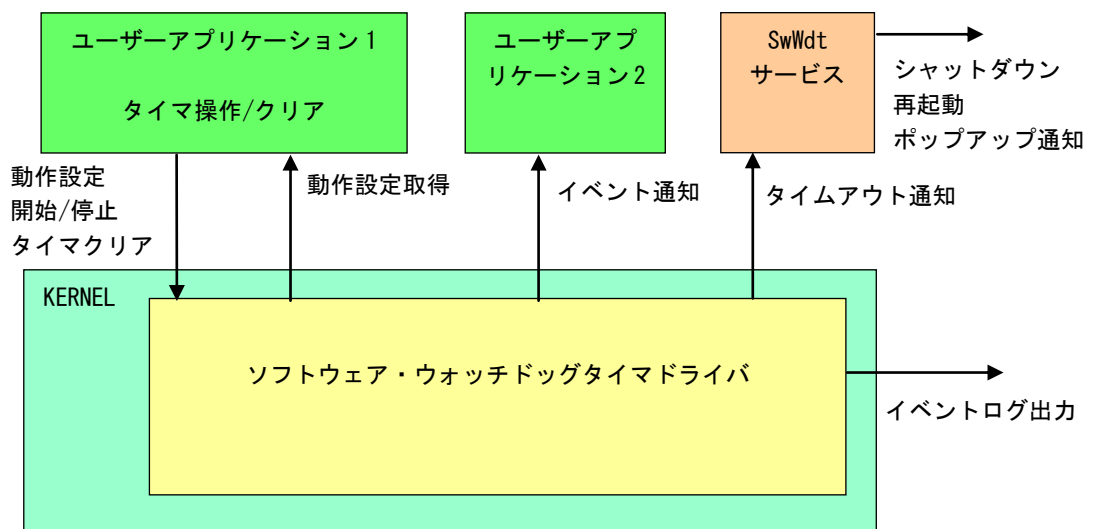 ユーザーアプリケーション1
タイマ操作/クリア
ユーザーアプ
リケーション2
SwWdt
サービス
シャットダウン
再起動
ポップアップ通知
動作設定
開始/停止
タイマクリア
動作設定取得
イベント通知
タイムアウト通知
KERNEL
ソフトウェア・ウォッチドッグタイマドライバ
イベントログ出力